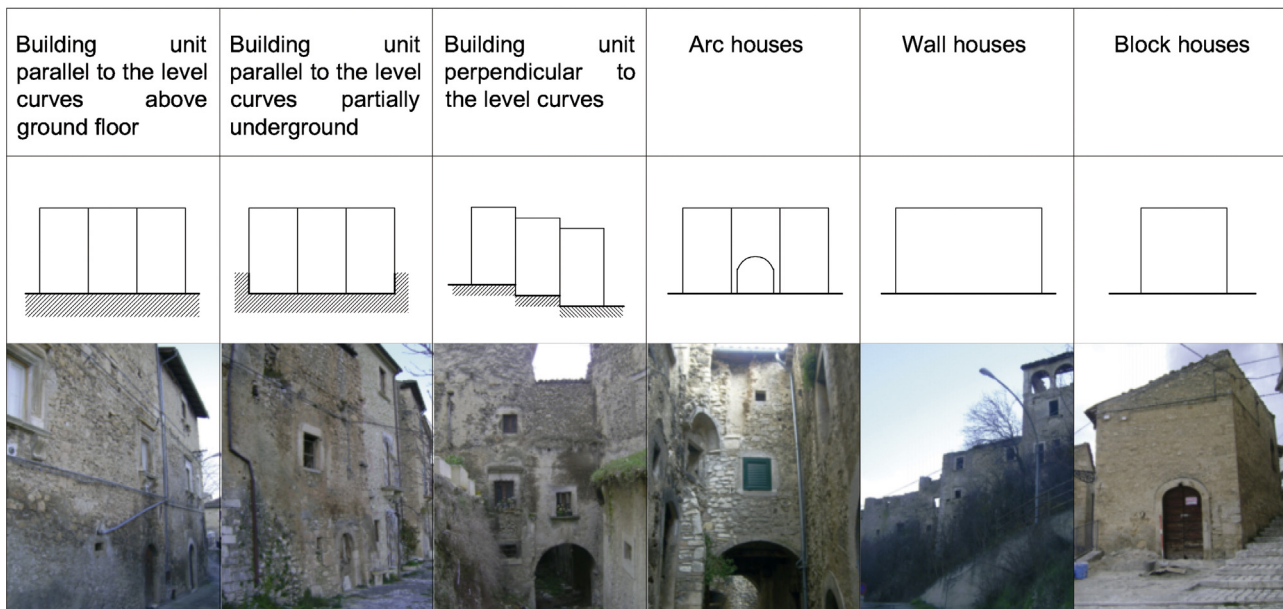 Building unit
parallel to the level
curves above
ground floor
Building unit
parallel to the level
curves partially
underground
Building unit
perpendicular to
the level curves
Arc houses
Wall houses
Block houses